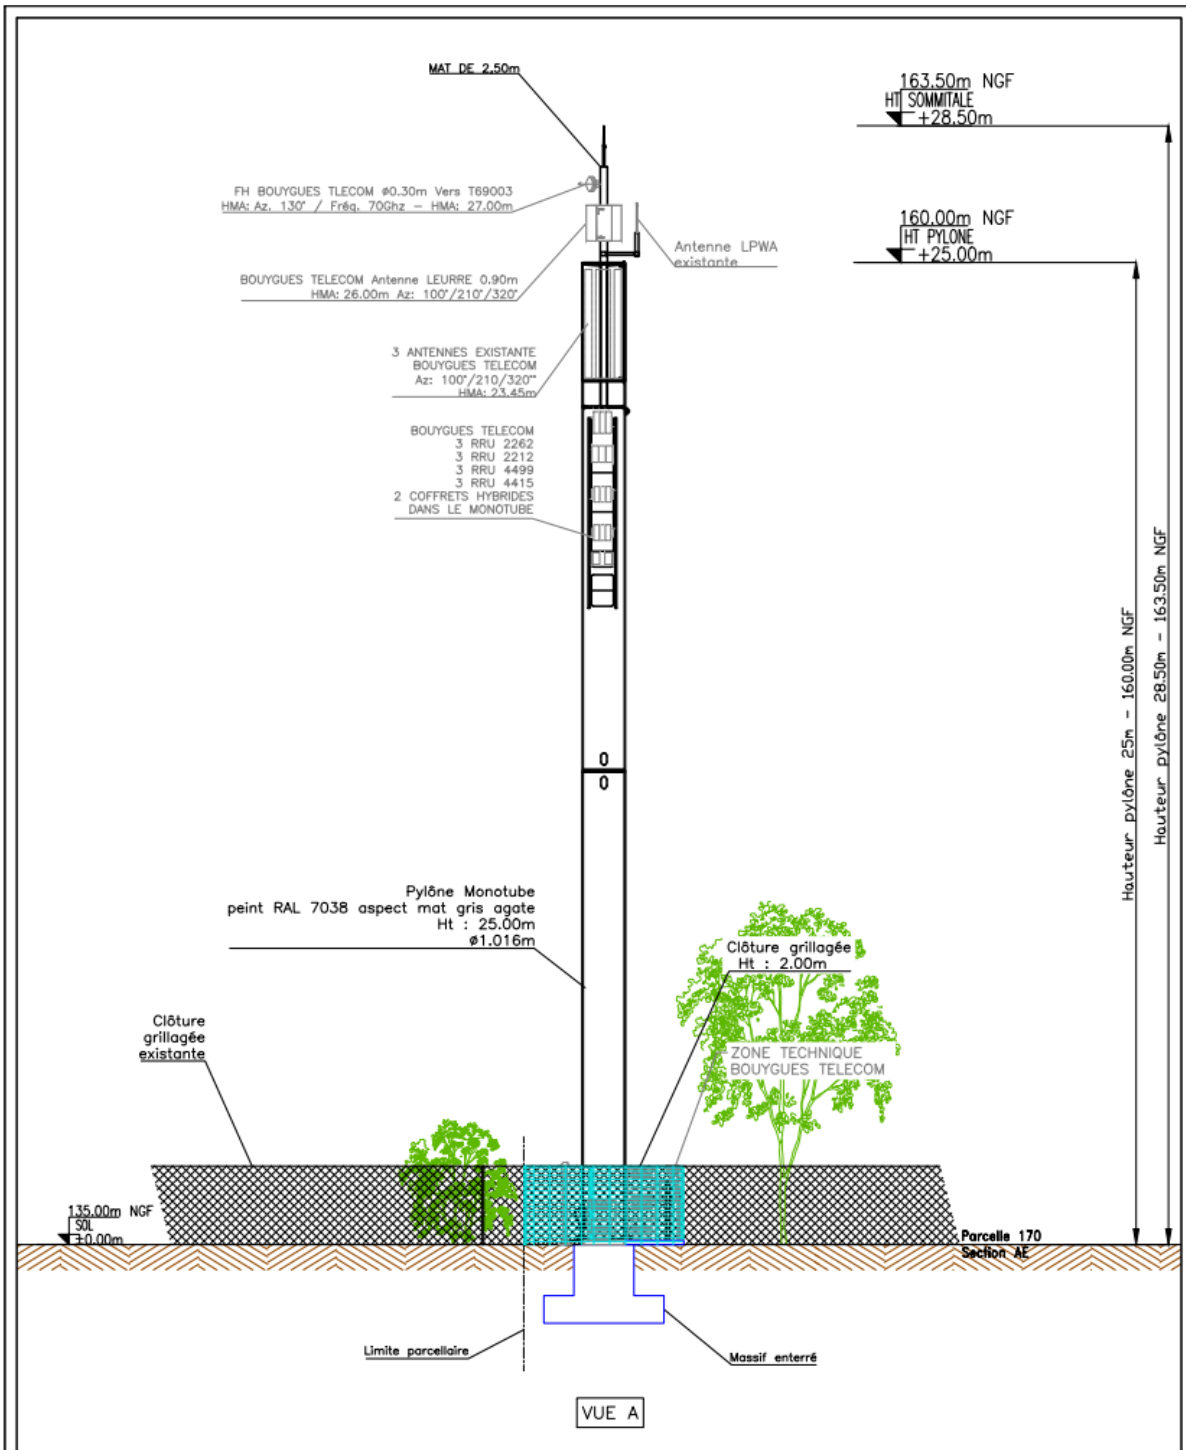 MAT DE 2,50m
163.50m NGF
HT SOMMITALE
+28.50m
FH BOUYGUES TLECOM ø0.30m Vers T69003
HMA: Az. 130° / Fréq. 70Ghz - HMA: 27.00m
160.00m NGF
HT PYLONE
+25.00m
Antenne LPWA
existante
BOUYGUES TELECOM Antenne LEURRE 0.90m
HMA: 26.00m Az: 100°/210°/320°
3 ANTENNES EXISTANTE
BOUYGUES TELECOM
Az: 100°/210/320°°
HMA: 23.45m
BOUYGUES TELECOM
3 RRU 2262
3 RRU 2212
3 RRU 4499
3 RRU 4415
2 COFFRETS HYBRIDES
DANS LE MONOTUBE
Hauteur pylône 25m - 160.00m NGF
Hauteur pylône 28.50m - 163.50m NGF
Pylône Monotube
peint RAL 7038 aspect mat gris agate
Ht : 25.00m
ø1.016m
Clôture grillagée
Ht : 2.00m
Clôture
grillagée
existante
ZONE TECHNIQUE
BOUYGUES TELECOM
135.00m NGF
SOL
±0.00m
Parcelle 170
Section AE
Limite parcellaire
Massif enterré
VUE A